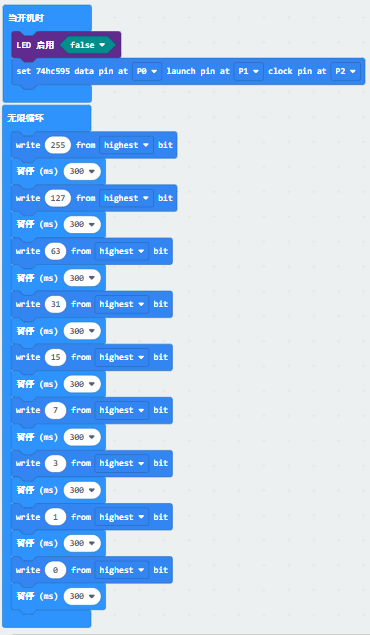 当开机时
LED 启用 false
set 74hc595 data pin at P0 launch pin at P1 clock pin at P2
无限循环
write 255 from highest bit
暂停 (ms) 300
write 127 from highest bit
暂停 (ms) 300
write 63 from highest bit
暂停 (ms) 300
write 31 from highest bit
暂停 (ms) 300
write 15 from highest bit
暂停 (ms) 300
write 7 from highest bit
暂停 (ms) 300
write 3 from highest bit
暂停 (ms) 300
write 1 from highest bit
暂停 (ms) 300
write 0 from highest bit
暂停 (ms) 300